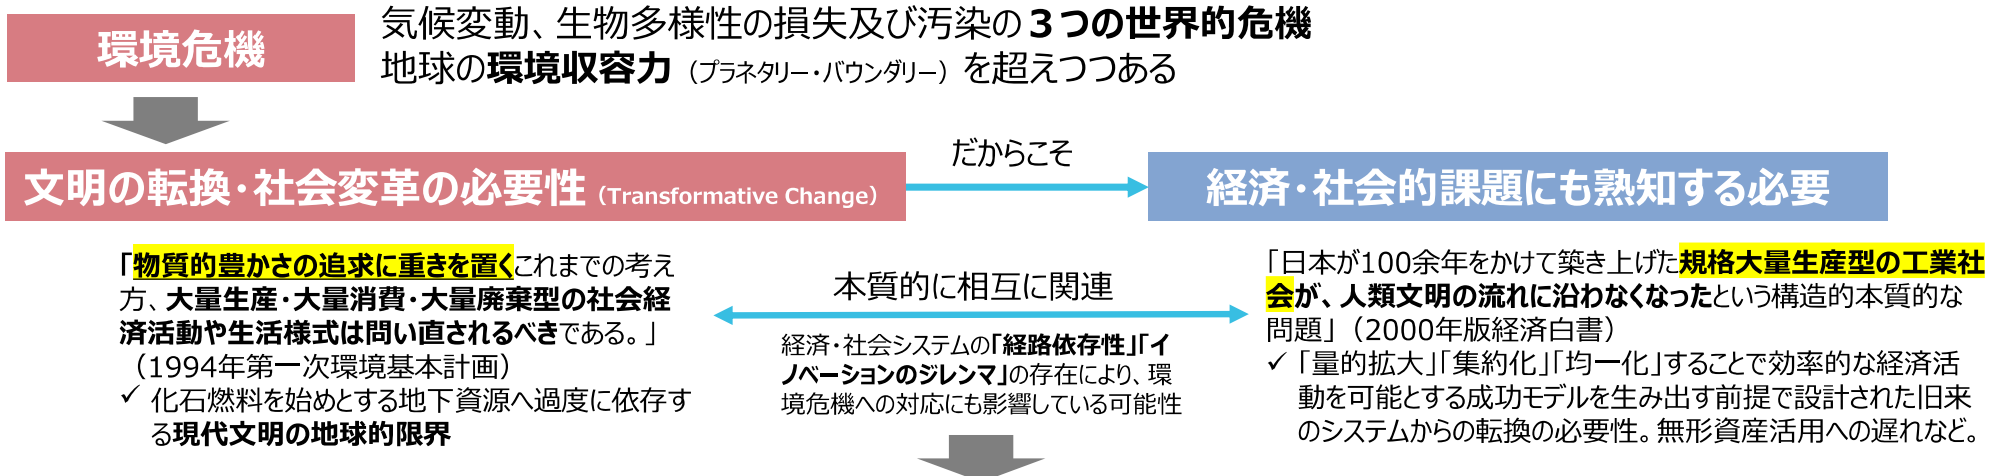 環境危機
気候変動、生物多様性の損失及び汚染の３つの世界的危機
地球の環境収容力（プラネタリー・バウンダリー）を超えつつある
文明の転換・社会変革の必要性（Transformative Change）
だからこそ
経済・社会的課題にも熟知する必要
「物質的豊かさの追求に重きを置くこれまでの考え
方、大量生産・大量消費・大量廃棄型の社会経
済活動や生活様式は問い直されるべきである。」
（1994年第一次環境基本計画）
✓ 化石燃料を始めとする地下資源へ過度に依存す
る現代文明の地球的限界
本質的に相互に関連
経済・社会システムの「経路依存性」「イ
ノベーションのジレンマ」の存在により、環
境危機への対応にも影響している可能性
「日本が100余年をかけて築き上げた規格大量生産型の工業社
会が、人類文明の流れに沿わなくなったという構造的本質的な
問題」（2000年版経済白書）
✓ 「量的拡大」「集約化」「均一化」することで効率的な経済活
動を可能とする成功モデルを生み出す前提で設計された旧来
のシステムからの転換の必要性。無形資産活用への遅れなど。